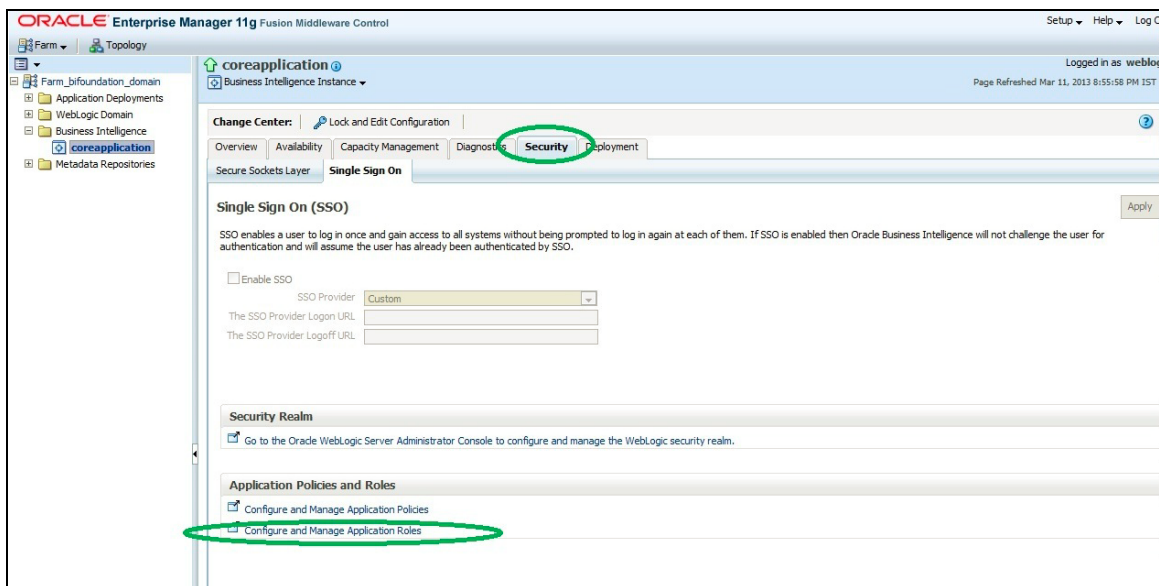 ORACLE Enterprise Manager 11g Fusion Middleware Control
Setup Help Log
Farm Topology
coreapplication
Logged in as weblog
Business Intelligence Instance
Page Refreshed Mar 11, 2013 8:55:58 PM IST
Farm_bifoundation_domain
Application Deployments
WebLogic Domain
Business Intelligence
coreapplication
Metadata Repositories
Change Center: Lock and Edit Configuration
Overview Availability Capacity Management Diagnostics Security Deployment
Secure Sockets Layer Single Sign On
Single Sign On (SSO)
Apply
SSO enables a user to log in once and gain access to all systems without being prompted to log in again at each of them. If SSO is enabled then Oracle Business Intelligence will not challenge the user for
authentication and will assume the user has already been authenticated by SSO.
Enable SSO
SSO Provider Custom
The SSO Provider Logon URL
The SSO Provider Logoff URL
Security Realm
Go to the Oracle WebLogic Server Administrator Console to configure and manage the WebLogic security realm.
Application Policies and Roles
Configure and Manage Application Policies
Configure and Manage Application Roles